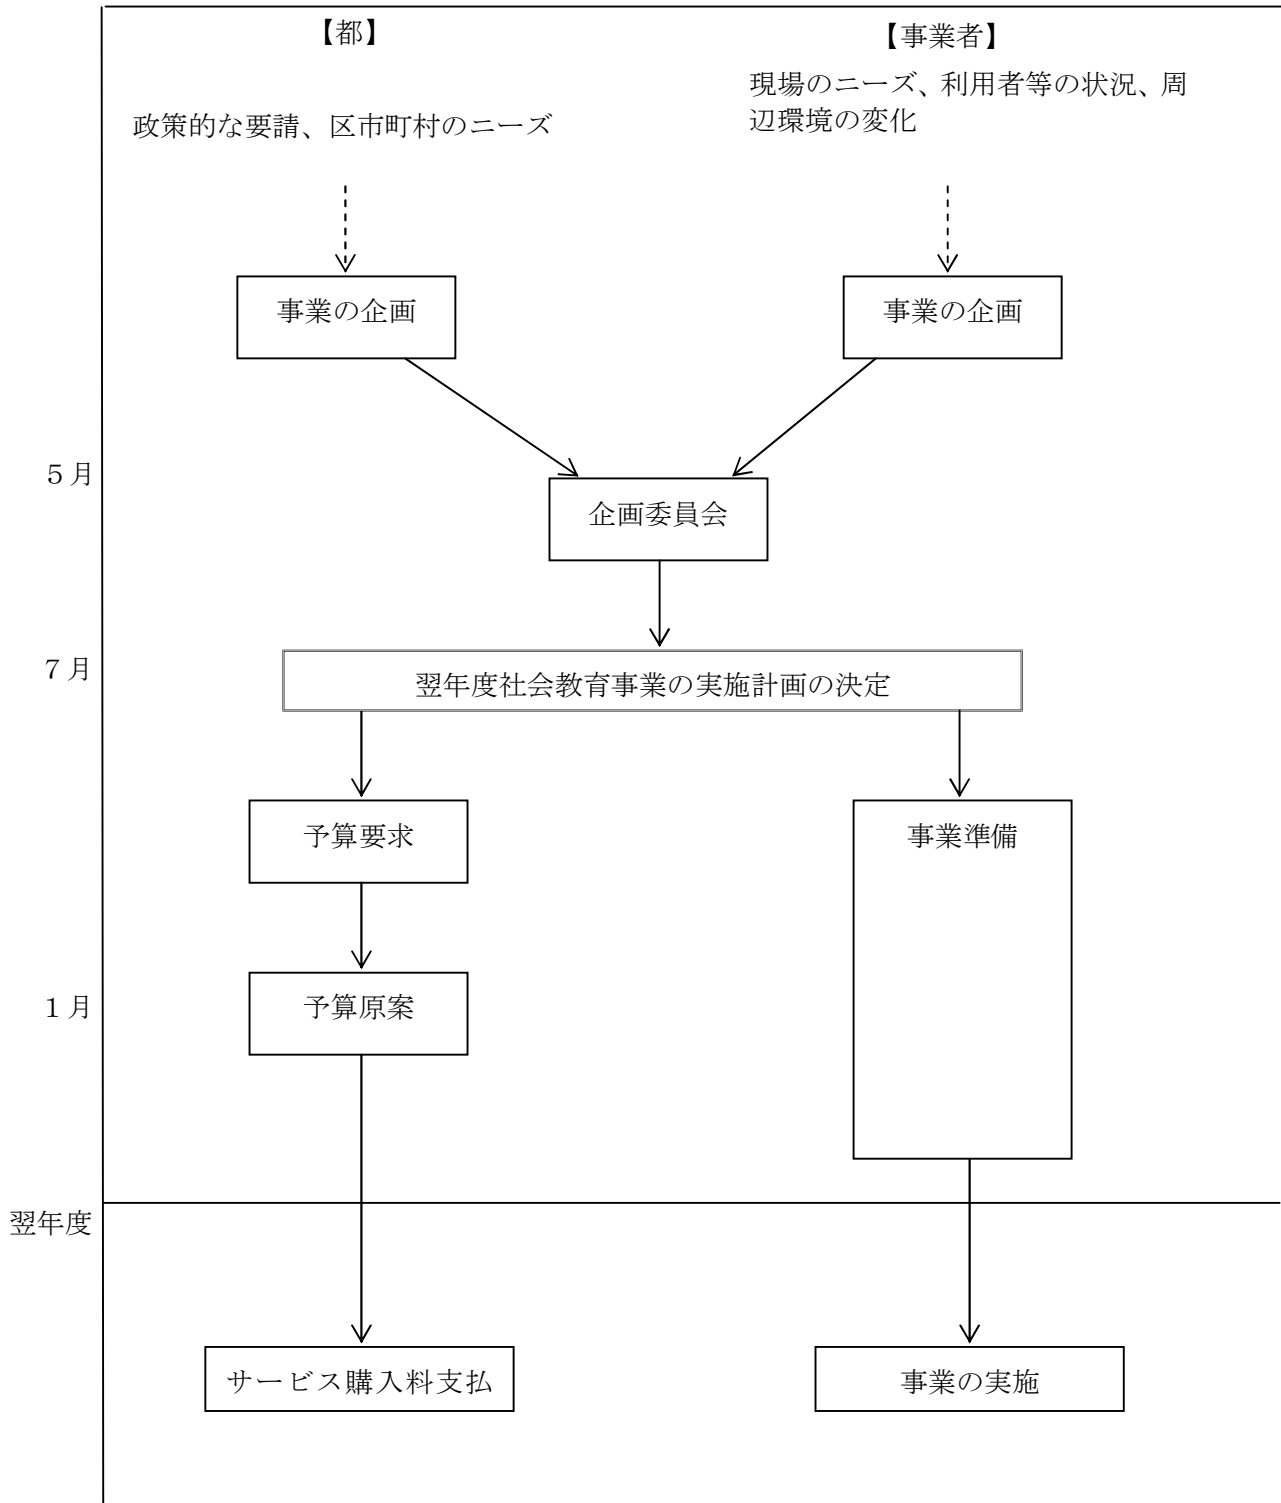 【都】
【事業者】
政策的な要請、区市町村のニーズ
現場のニーズ、利用者等の状況、周
辺環境の変化
事業の企画
事業の企画
５月
企画委員会
７月
翌年度社会教育事業の実施計画の決定
予算要求
事業準備
１月
予算原案
翌年度
サービス購入料支払
事業の実施